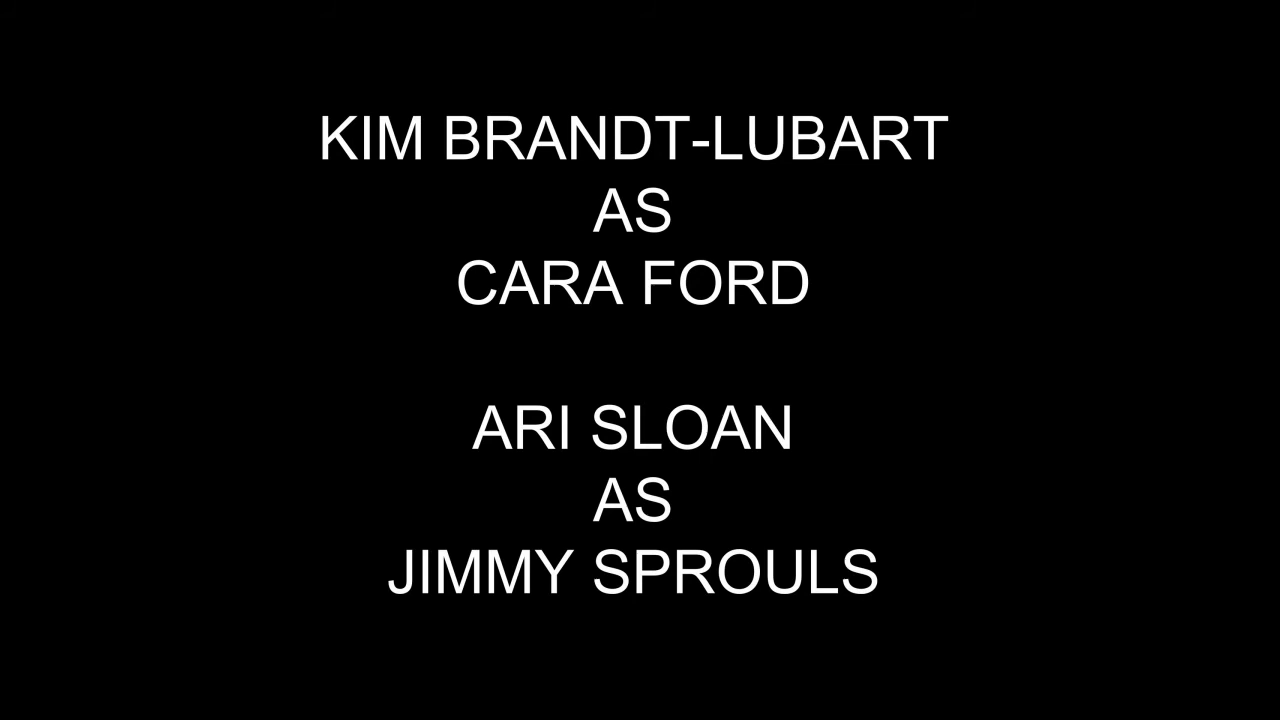 KIM BRANDT-LUBART
AS
CARA FORD
ARI SLOAN
AS
JIMMY SPROULS